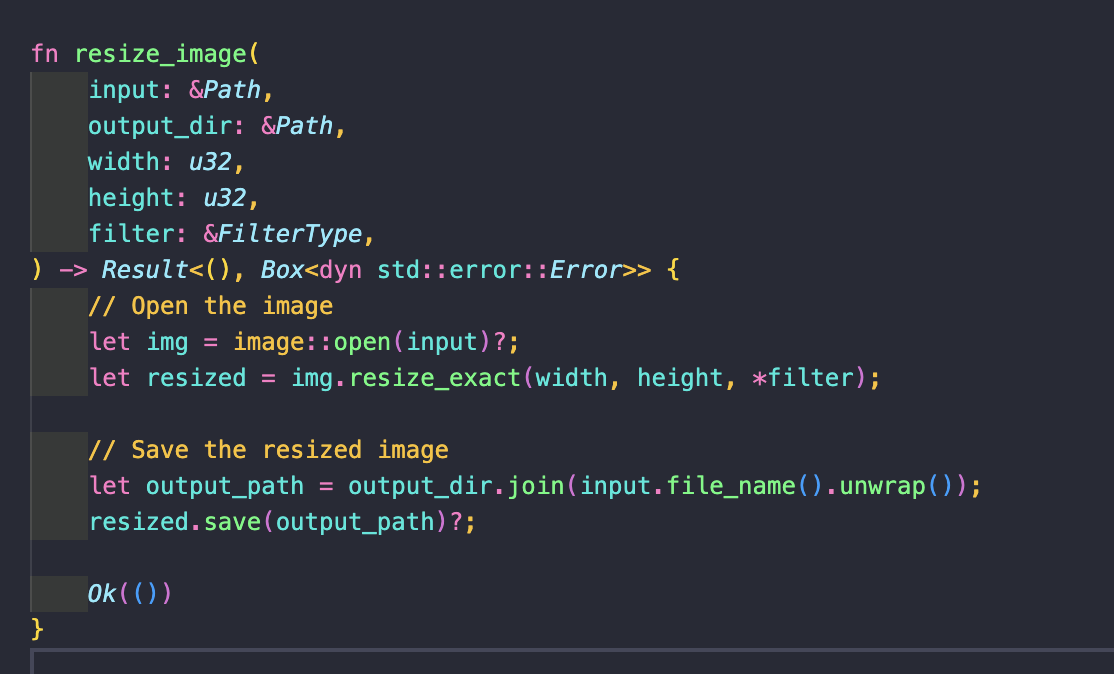 fn resize_image(
    input: &Path,
    output_dir: &Path,
    width: u32,
    height: u32,
    filter: &FilterType,
) -> Result<(), Box<dyn std::error::Error>> {
    // Open the image
    let img = image::open(input)?;
    let resized = img.resize_exact(width, height, *filter);

    // Save the resized image
    let output_path = output_dir.join(input.file_name().unwrap());
    resized.save(output_path)?;

    Ok(())
}